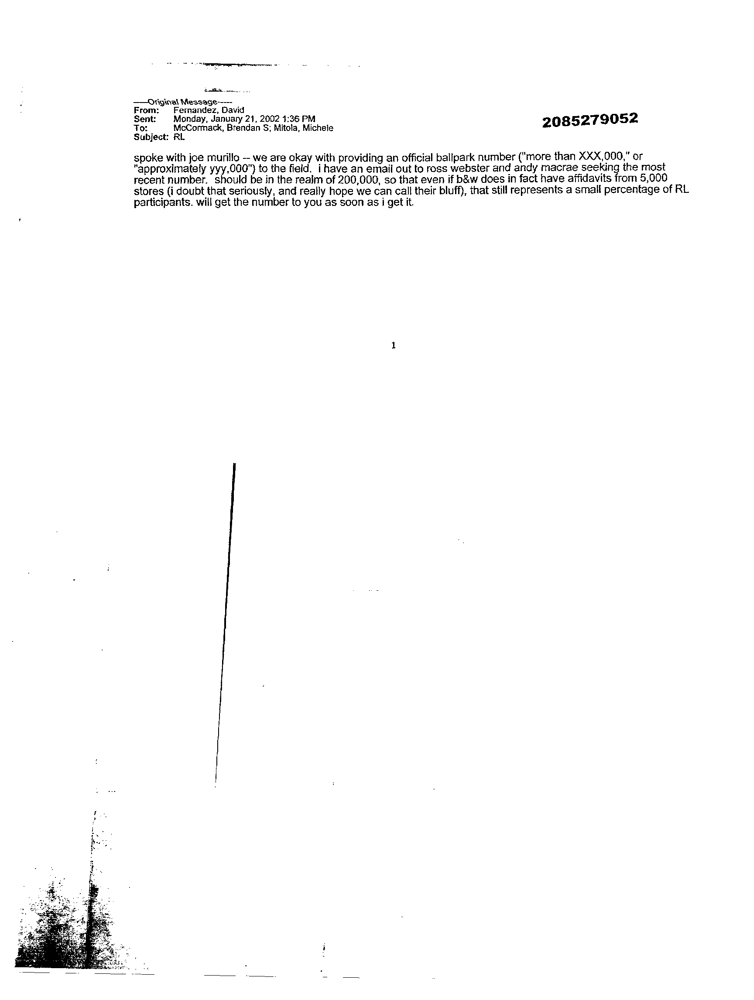 -----Original Message-----
From: Fernandez, David
Sent: Monday, January 21, 2002 1:36 PM
To: McCormack, Brendan S; Mitola, Michele
Subject: RL
2085279052
spoke with joe murillo -- we are okay with providing an official ballpark number ("more than XXX,000," or
"approximately yyy,000") to the field. i have an email out to ross webster and andy macrae seeking the most
recent number. should be in the realm of 200,000, so that even if b&w does in fact have affidavits from 5,000
stores (i doubt that seriously, and really hope we can call their bluff), that still represents a small percentage of RL
participants. will get the number to you as soon as i get it.
1